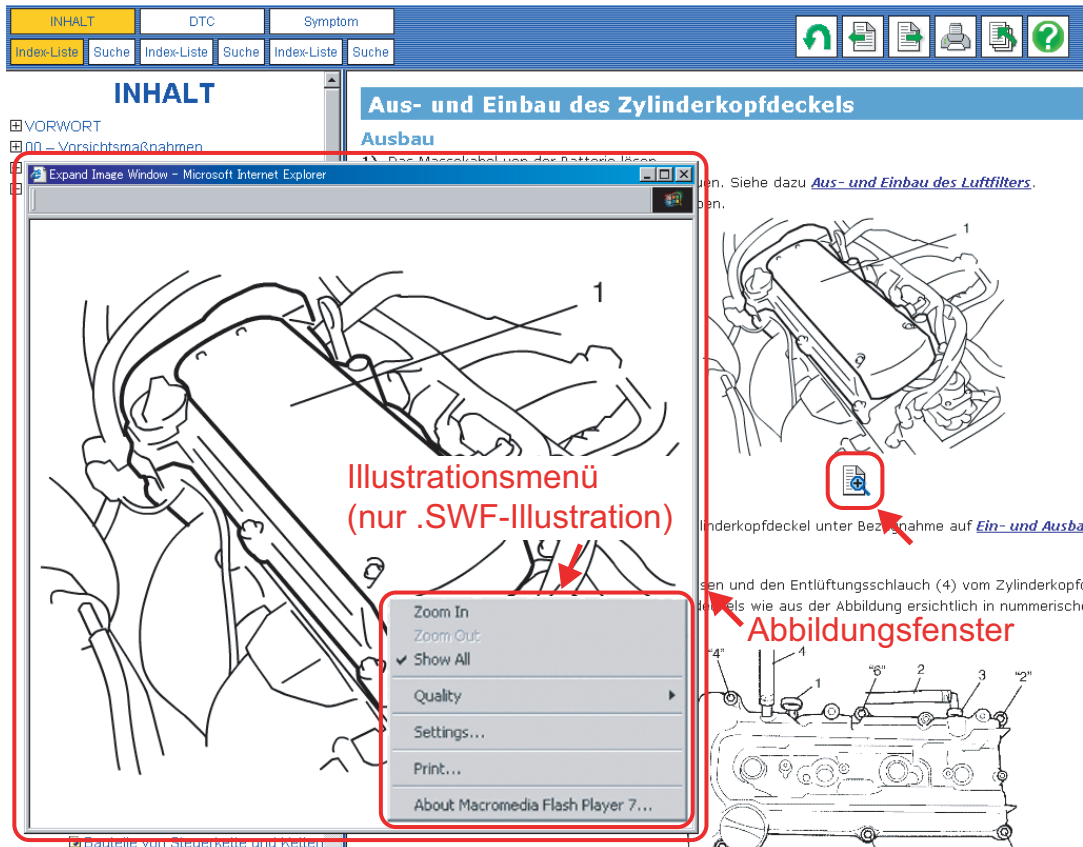 INHALT DTC Symptom
Index-Liste Suche Index-Liste Suche Index-Liste Suche
INHALT
VORWORT
00 – Vorsichtsmaßnahmen
Aus- und Einbau des Zylinderkopfdeckels
Ausbau
1) Das Massekabel von der Batterie lösen.
en. Siehe dazu Aus- und Einbau des Luftfilters.
ben.
1
Expand Image Window - Microsoft Internet Explorer
1
Illustrationsmenü
(nur .SWF-Illustration)
Zoom In
Zoom Out
Show All
Quality
Settings...
Print...
About Macromedia Flash Player 7...
linderkopfdeckel unter Bezugnahme auf Ein- und Ausba
sen und den Entlüftungsschlauch (4) vom Zylinderkopfd
deckels wie aus der Abbildung ersichtlich in nummerische
Abbildungsfenster
"4" 4 1 "6" 2 3 "2"
Bauteile von Steuerkette und Ketten